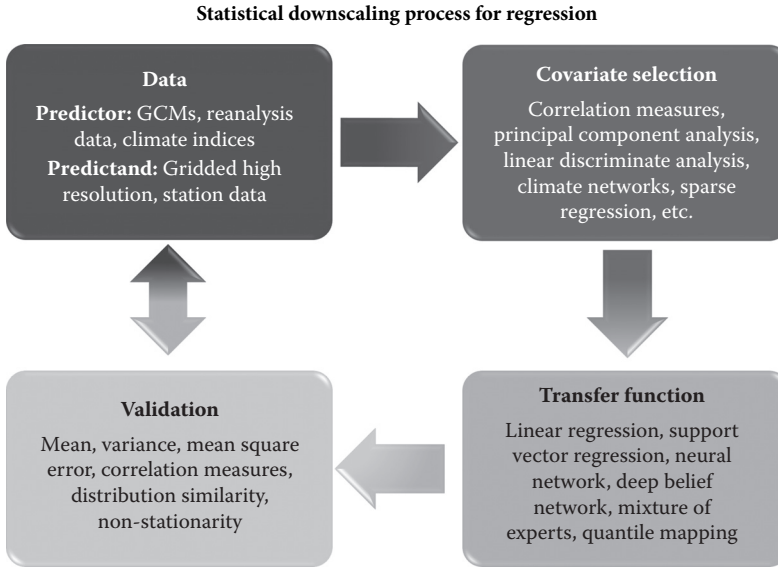 Statistical downscaling process for regression
Data
Predictor: GCMs, reanalysis
data, climate indices
Predictand: Gridded high
resolution, station data
Covariate selection
Correlation measures,
principal component analysis,
linear discriminate analysis,
climate networks, sparse
regression, etc.
Transfer function
Linear regression, support
vector regression, neural
network, deep belief
network, mixture of
experts, quantile mapping
Validation
Mean, variance, mean square
error, correlation measures,
distribution similarity,
non-stationarity